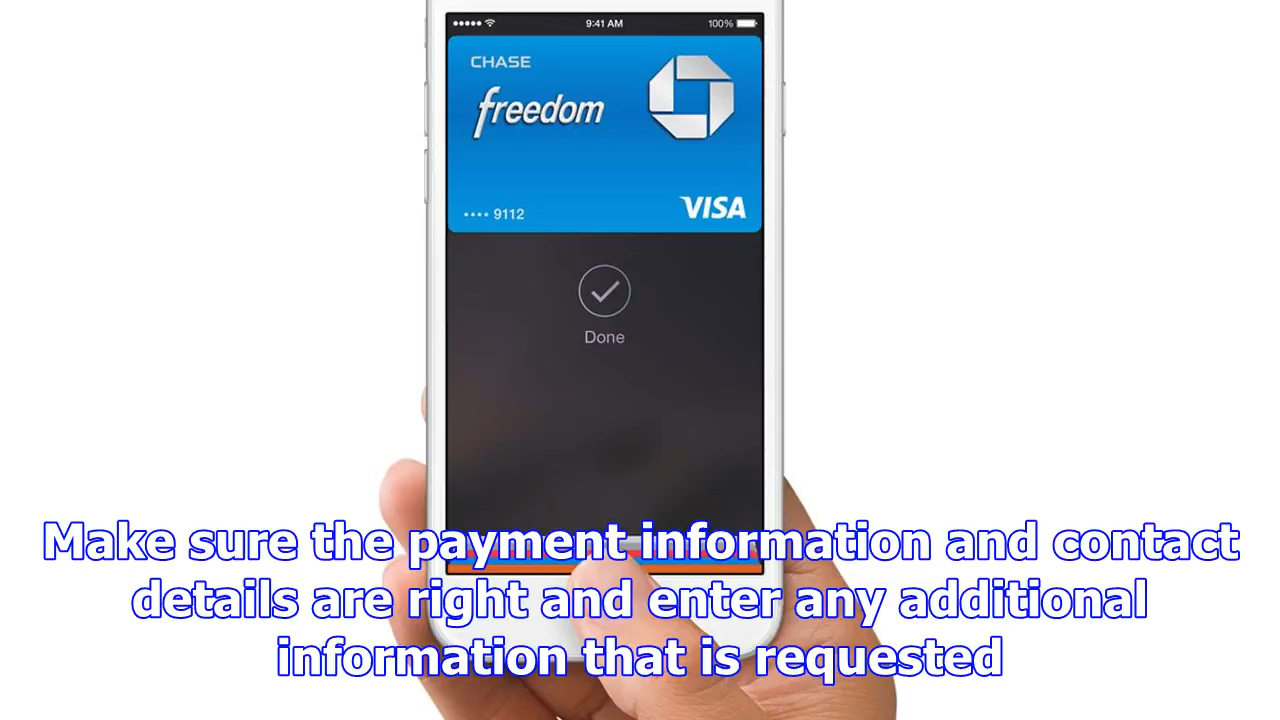 9:41 AM 100%
CHASE
freedom
•••• 9112 VISA
Done
Make sure the payment information and contact
details are right and enter any additional
information that is requested